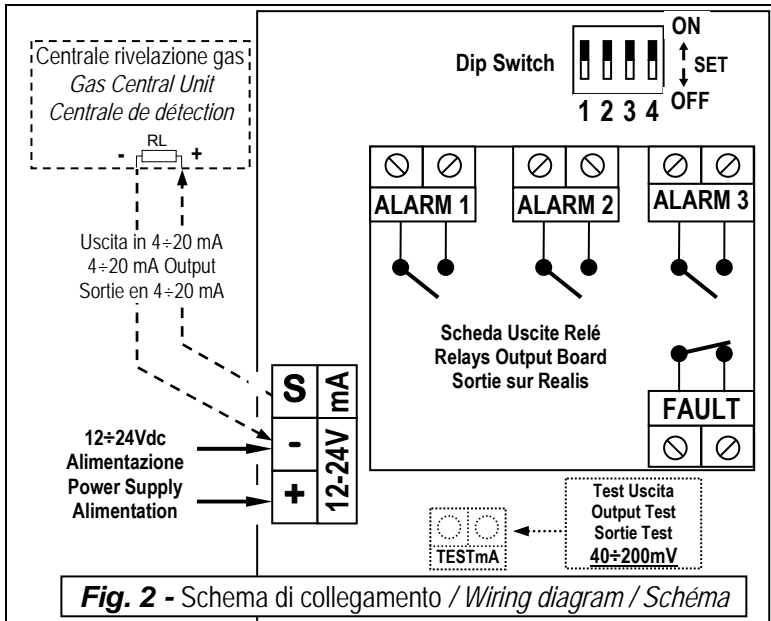 Centrale rivelazione gas
Gas Central Unit
Centrale de détection
- RL +
Uscita in 4÷20 mA
4÷20 mA Output
Sortie en 4÷20 mA
Dip Switch
ON
SET
OFF
1 2 3 4
ALARM 1
ALARM 2
ALARM 3
Scheda Uscite Relé
Relays Output Board
Sortie sur Realis
FAULT
S
mA
-
+
12-24V
12÷24Vdc
Alimentazione
Power Supply
Alimentation
TESTmA
Test Uscita
Output Test
Sortie Test
40÷200mV
Fig. 2 - Schema di collegamento / Wiring diagram / Schéma